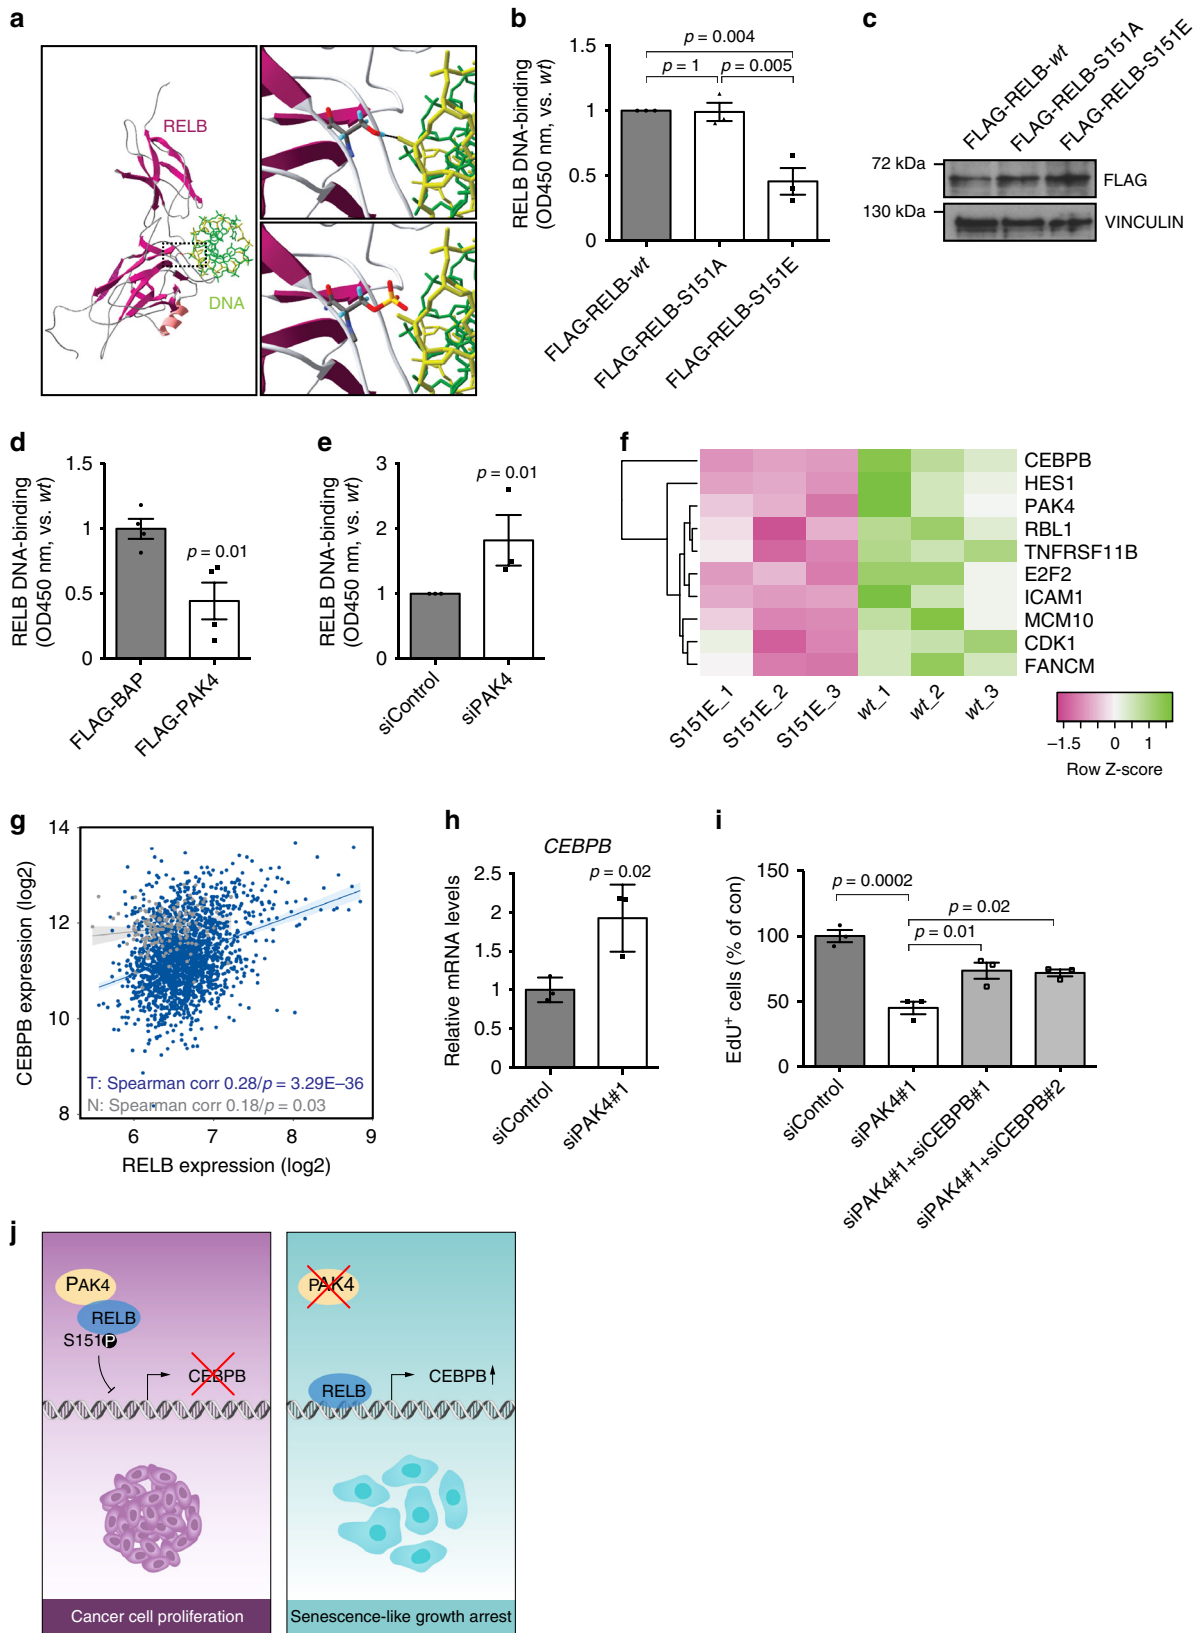 a
RELB
DNA
b
RELB DNA-binding
(OD450 nm, vs. wt)
1.5
1
0.5
0
p = 0.004
p = 1
p = 0.005
FLAG-RELB-wt
FLAG-RELB-S151A
FLAG-RELB-S151E
c
FLAG-RELB-wt
FLAG-RELB-S151A
FLAG-RELB-S151E
72 kDa
FLAG
130 kDa
VINCULIN
d
RELB DNA-binding
(OD450 nm, vs. wt)
1.5
1
0.5
0
p = 0.01
FLAG-BAP
FLAG-PAK4
e
RELB DNA-binding
(OD450 nm, vs. wt)
3
2
1
0
p = 0.01
siControl
siPAK4
f
CEBPB
HES1
PAK4
RBL1
TNFRSF11B
E2F2
ICAM1
MCM10
CDK1
FANCM
S151E_1
S151E_2
S151E_3
wt_1
wt_2
wt_3
–1.5
0
1
Row Z-score
g
CEBPB expression (log2)
14
12
10
8
T: Spearman corr 0.28/p = 3.29E–36
N: Spearman corr 0.18/p = 0.03
6
7
8
9
RELB expression (log2)
h
CEBPB
Relative mRNA levels
2.5
2
1.5
1
0.5
0
p = 0.02
siControl
siPAK4#1
i
EdU+ cells (% of con)
150
100
50
0
p = 0.0002
p = 0.02
p = 0.01
siControl
siPAK4#1
siPAK4#1+siCEBPB#1
siPAK4#1+siCEBPB#2
j
PAK4
RELB
S151 P
CEBPB
Cancer cell proliferation
PAK4
RELB
CEBPB
Senescence-like growth arrest